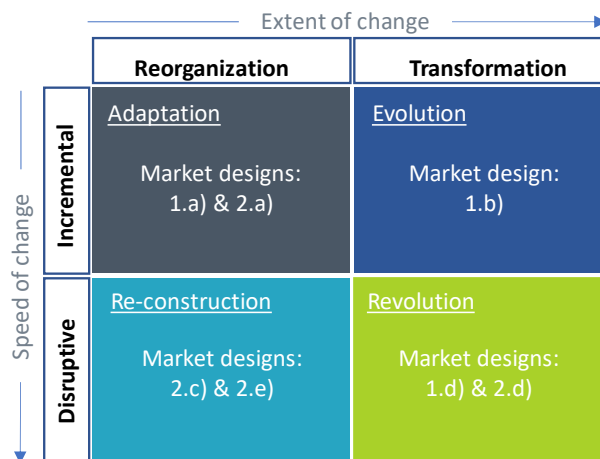 Extent of change
Reorganization
Transformation
Speed of change
Incremental
Adaptation
Market designs:
1.a) & 2.a)
Evolution
Market design:
1.b)
Disruptive
Re-construction
Market designs:
2.c) & 2.e)
Revolution
Market designs:
1.d) & 2.d)